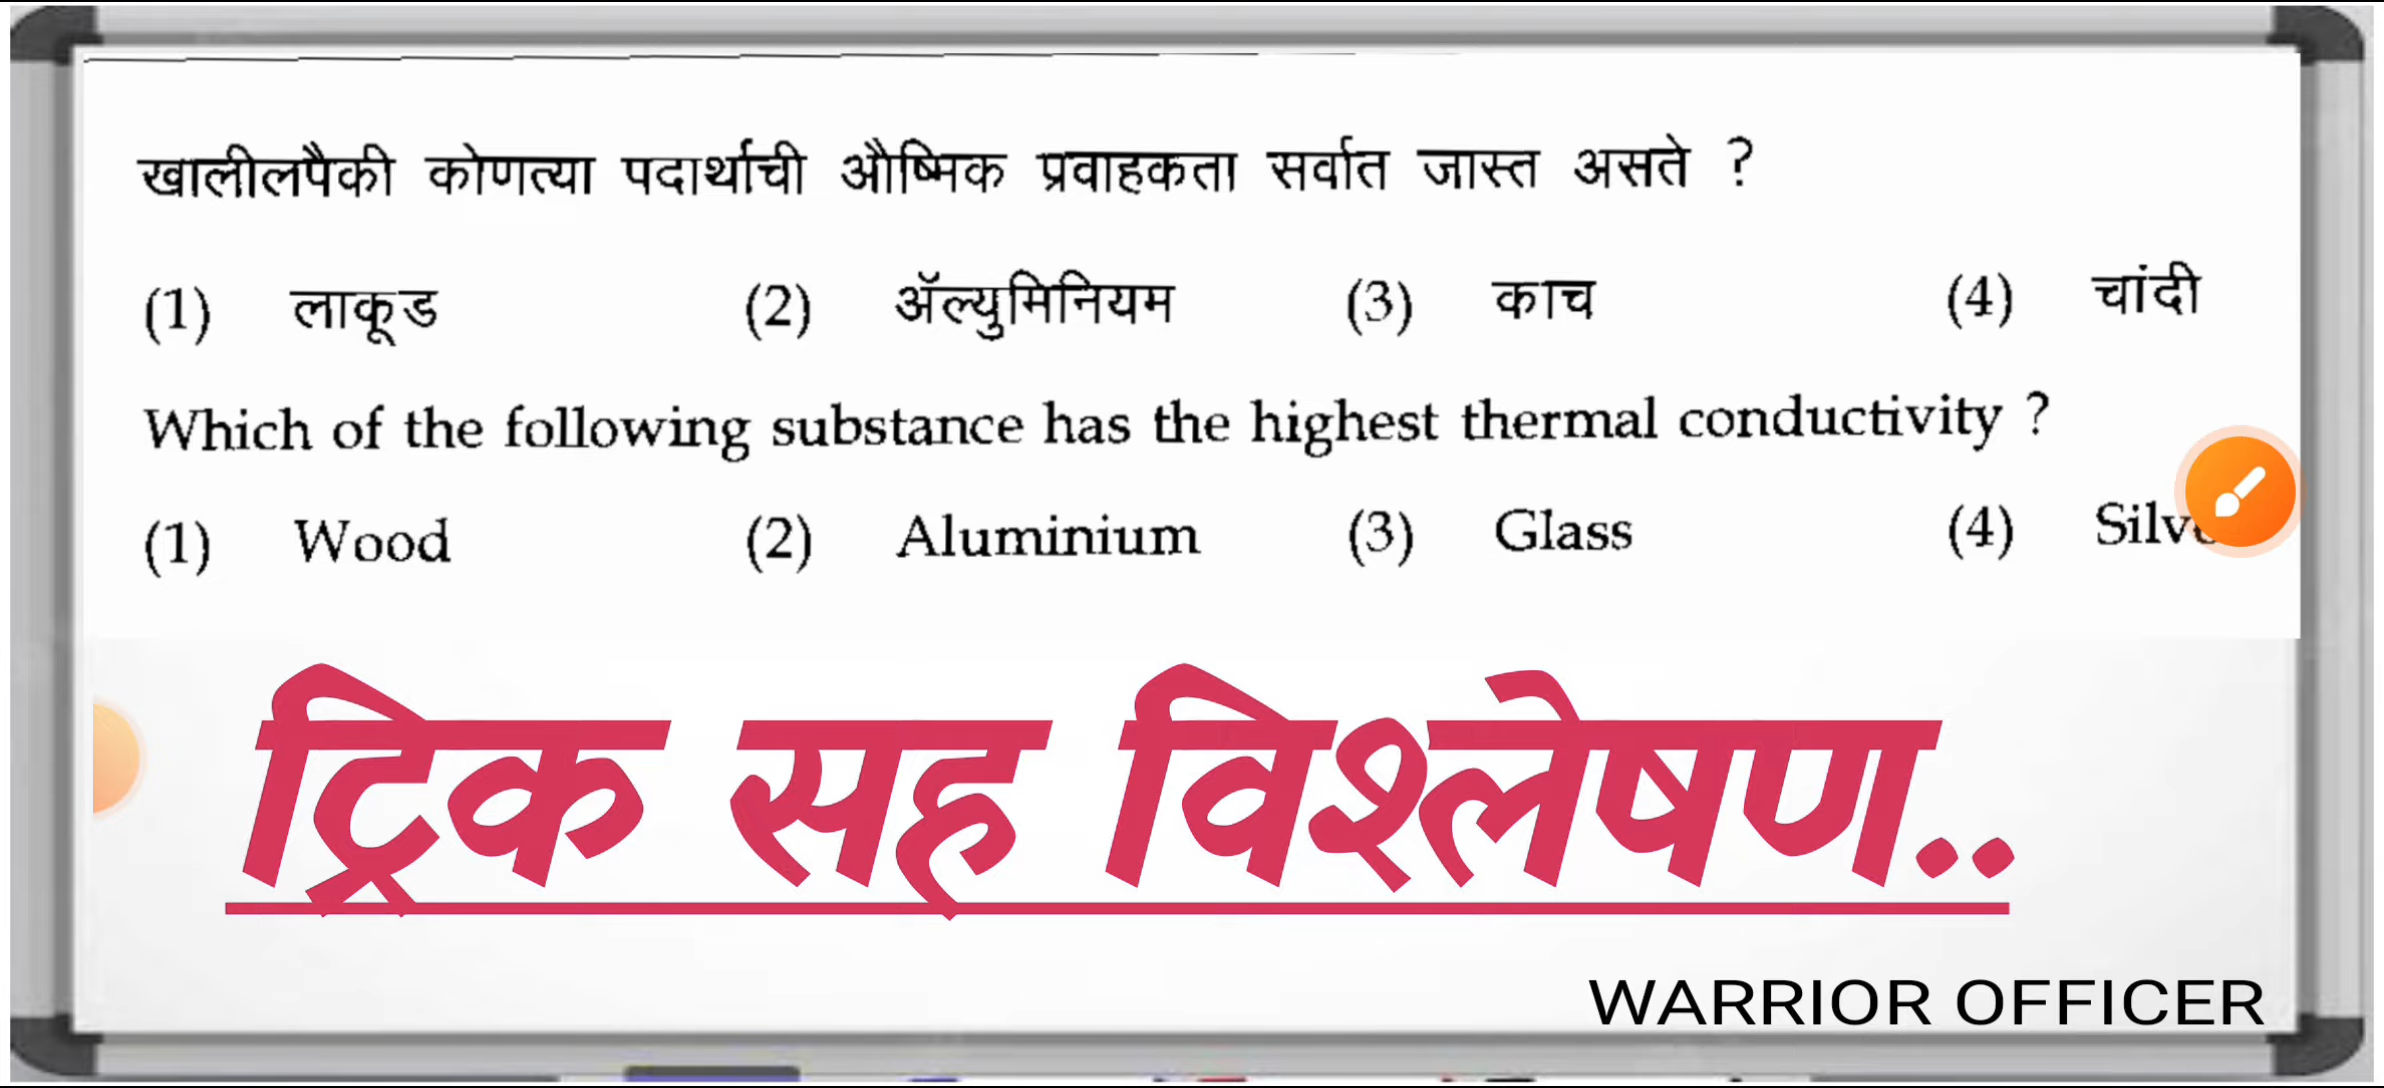 खालीलपैकी कोणत्या पदार्थाची औष्मिक प्रवाहकता सर्वात जास्त असते ?
(1) लाकूड (2) ॲल्युमिनियम (3) काच (4) चांदी
Which of the following substance has the highest thermal conductivity ?
(1) Wood (2) Aluminium (3) Glass (4)
ट्रिक सह विश्लेषण..
WARRIOR OFFICER